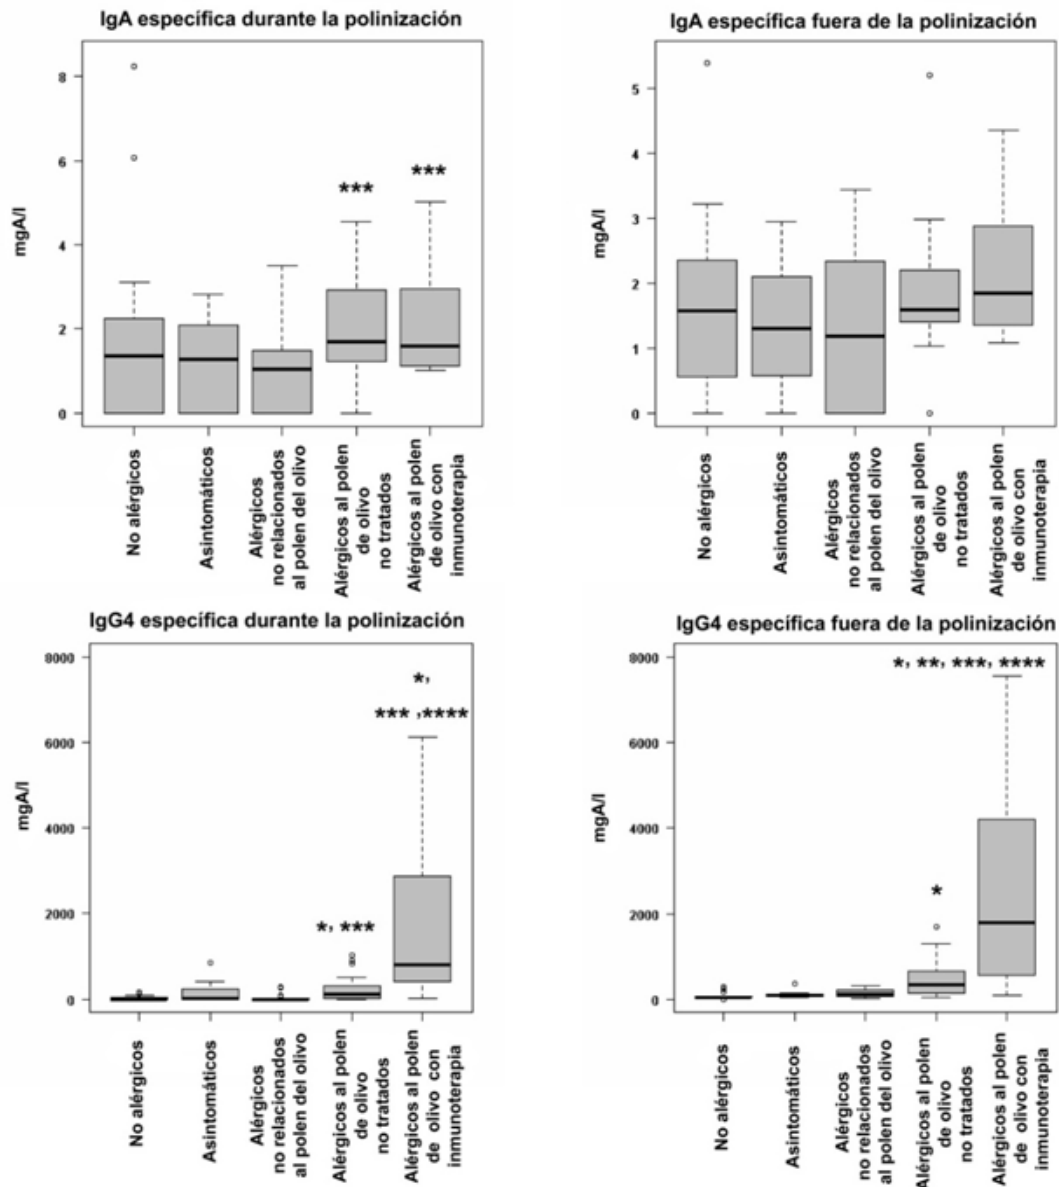 IgA específica durante la polinización
8
6
4
2
0
mgA/l
***
***
No alérgicos
Asintomáticos
Alérgicos
no relacionados
al polen del olivo
Alérgicos al polen
de olivo
no tratados
Alérgicos al polen
de olivo con
inmunoterapia
IgA específica fuera de la polinización
5
4
3
2
1
0
mgA/l
No alérgicos
Asintomáticos
Alérgicos
no relacionados
al polen del olivo
Alérgicos al polen
de olivo
no tratados
Alérgicos al polen
de olivo con
inmunoterapia
IgG4 específica durante la polinización
8000
6000
4000
2000
0
mgA/l
*, ***
*,
*** ,****
No alérgicos
Asintomáticos
Alérgicos
no relacionados
al polen del olivo
Alérgicos al polen
de olivo
no tratados
Alérgicos al polen
de olivo con
inmunoterapia
IgG4 específica fuera de la polinización
8000
6000
4000
2000
0
mgA/l
*, **, ***, ****
*
No alérgicos
Asintomáticos
Alérgicos
no relacionados
al polen del olivo
Alérgicos al polen
de olivo
no tratados
Alérgicos al polen
de olivo con
inmunoterapia